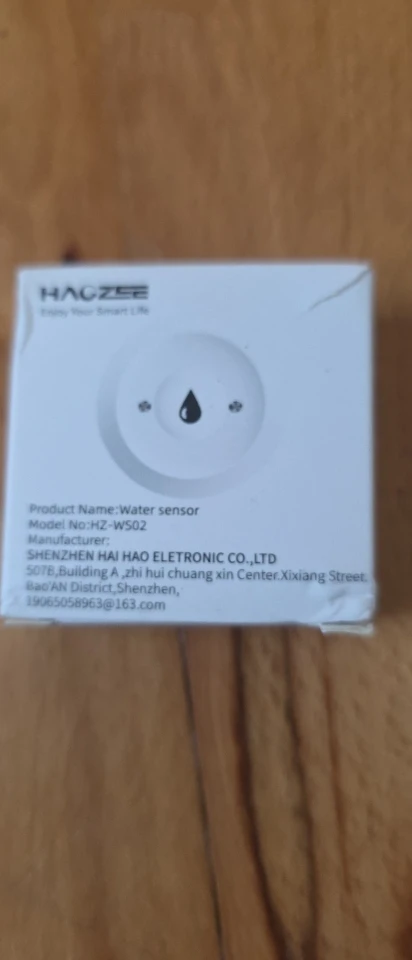 HAOZEE
Enjoy Your Smart Life
Product Name:Water sensor
Model No:HZ-WS02
Manufacturer:
SHENZHEN HAI HAO ELETRONIC CO.,LTD
507B,Building A ,zhi hui chuang xin Center.Xixiang Street.
Bao'AN District,Shenzhen,
19065058963@163.com